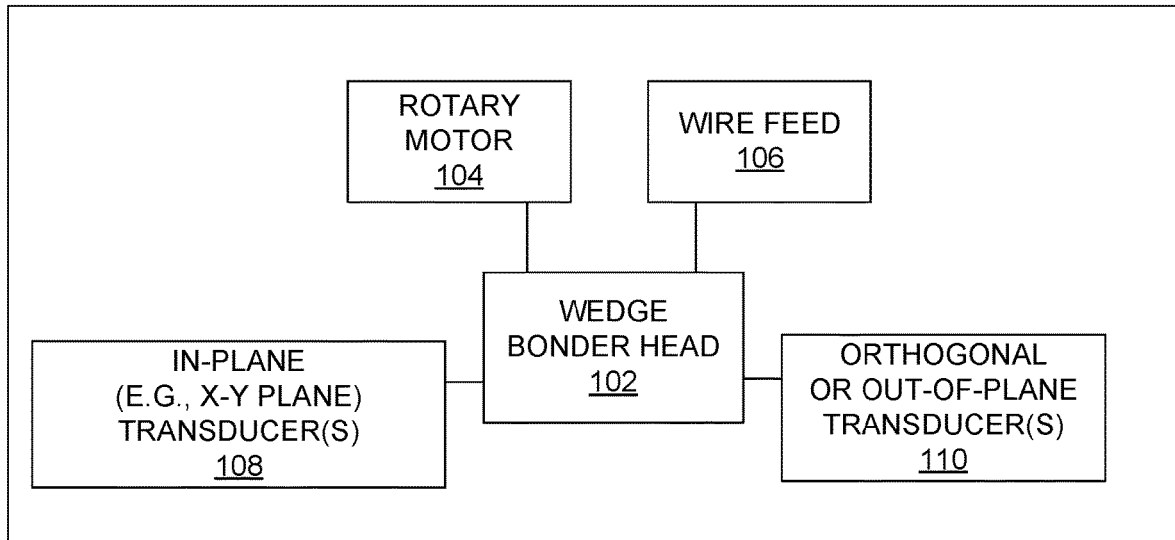 ROTARY
MOTOR
104
WIRE FEED
106
WEDGE
BONDER HEAD
102
IN-PLANE
(E.G., X-Y PLANE)
TRANSDUCER(S)
108
ORTHOGONAL
OR OUT-OF-PLANE
TRANSDUCER(S)
110